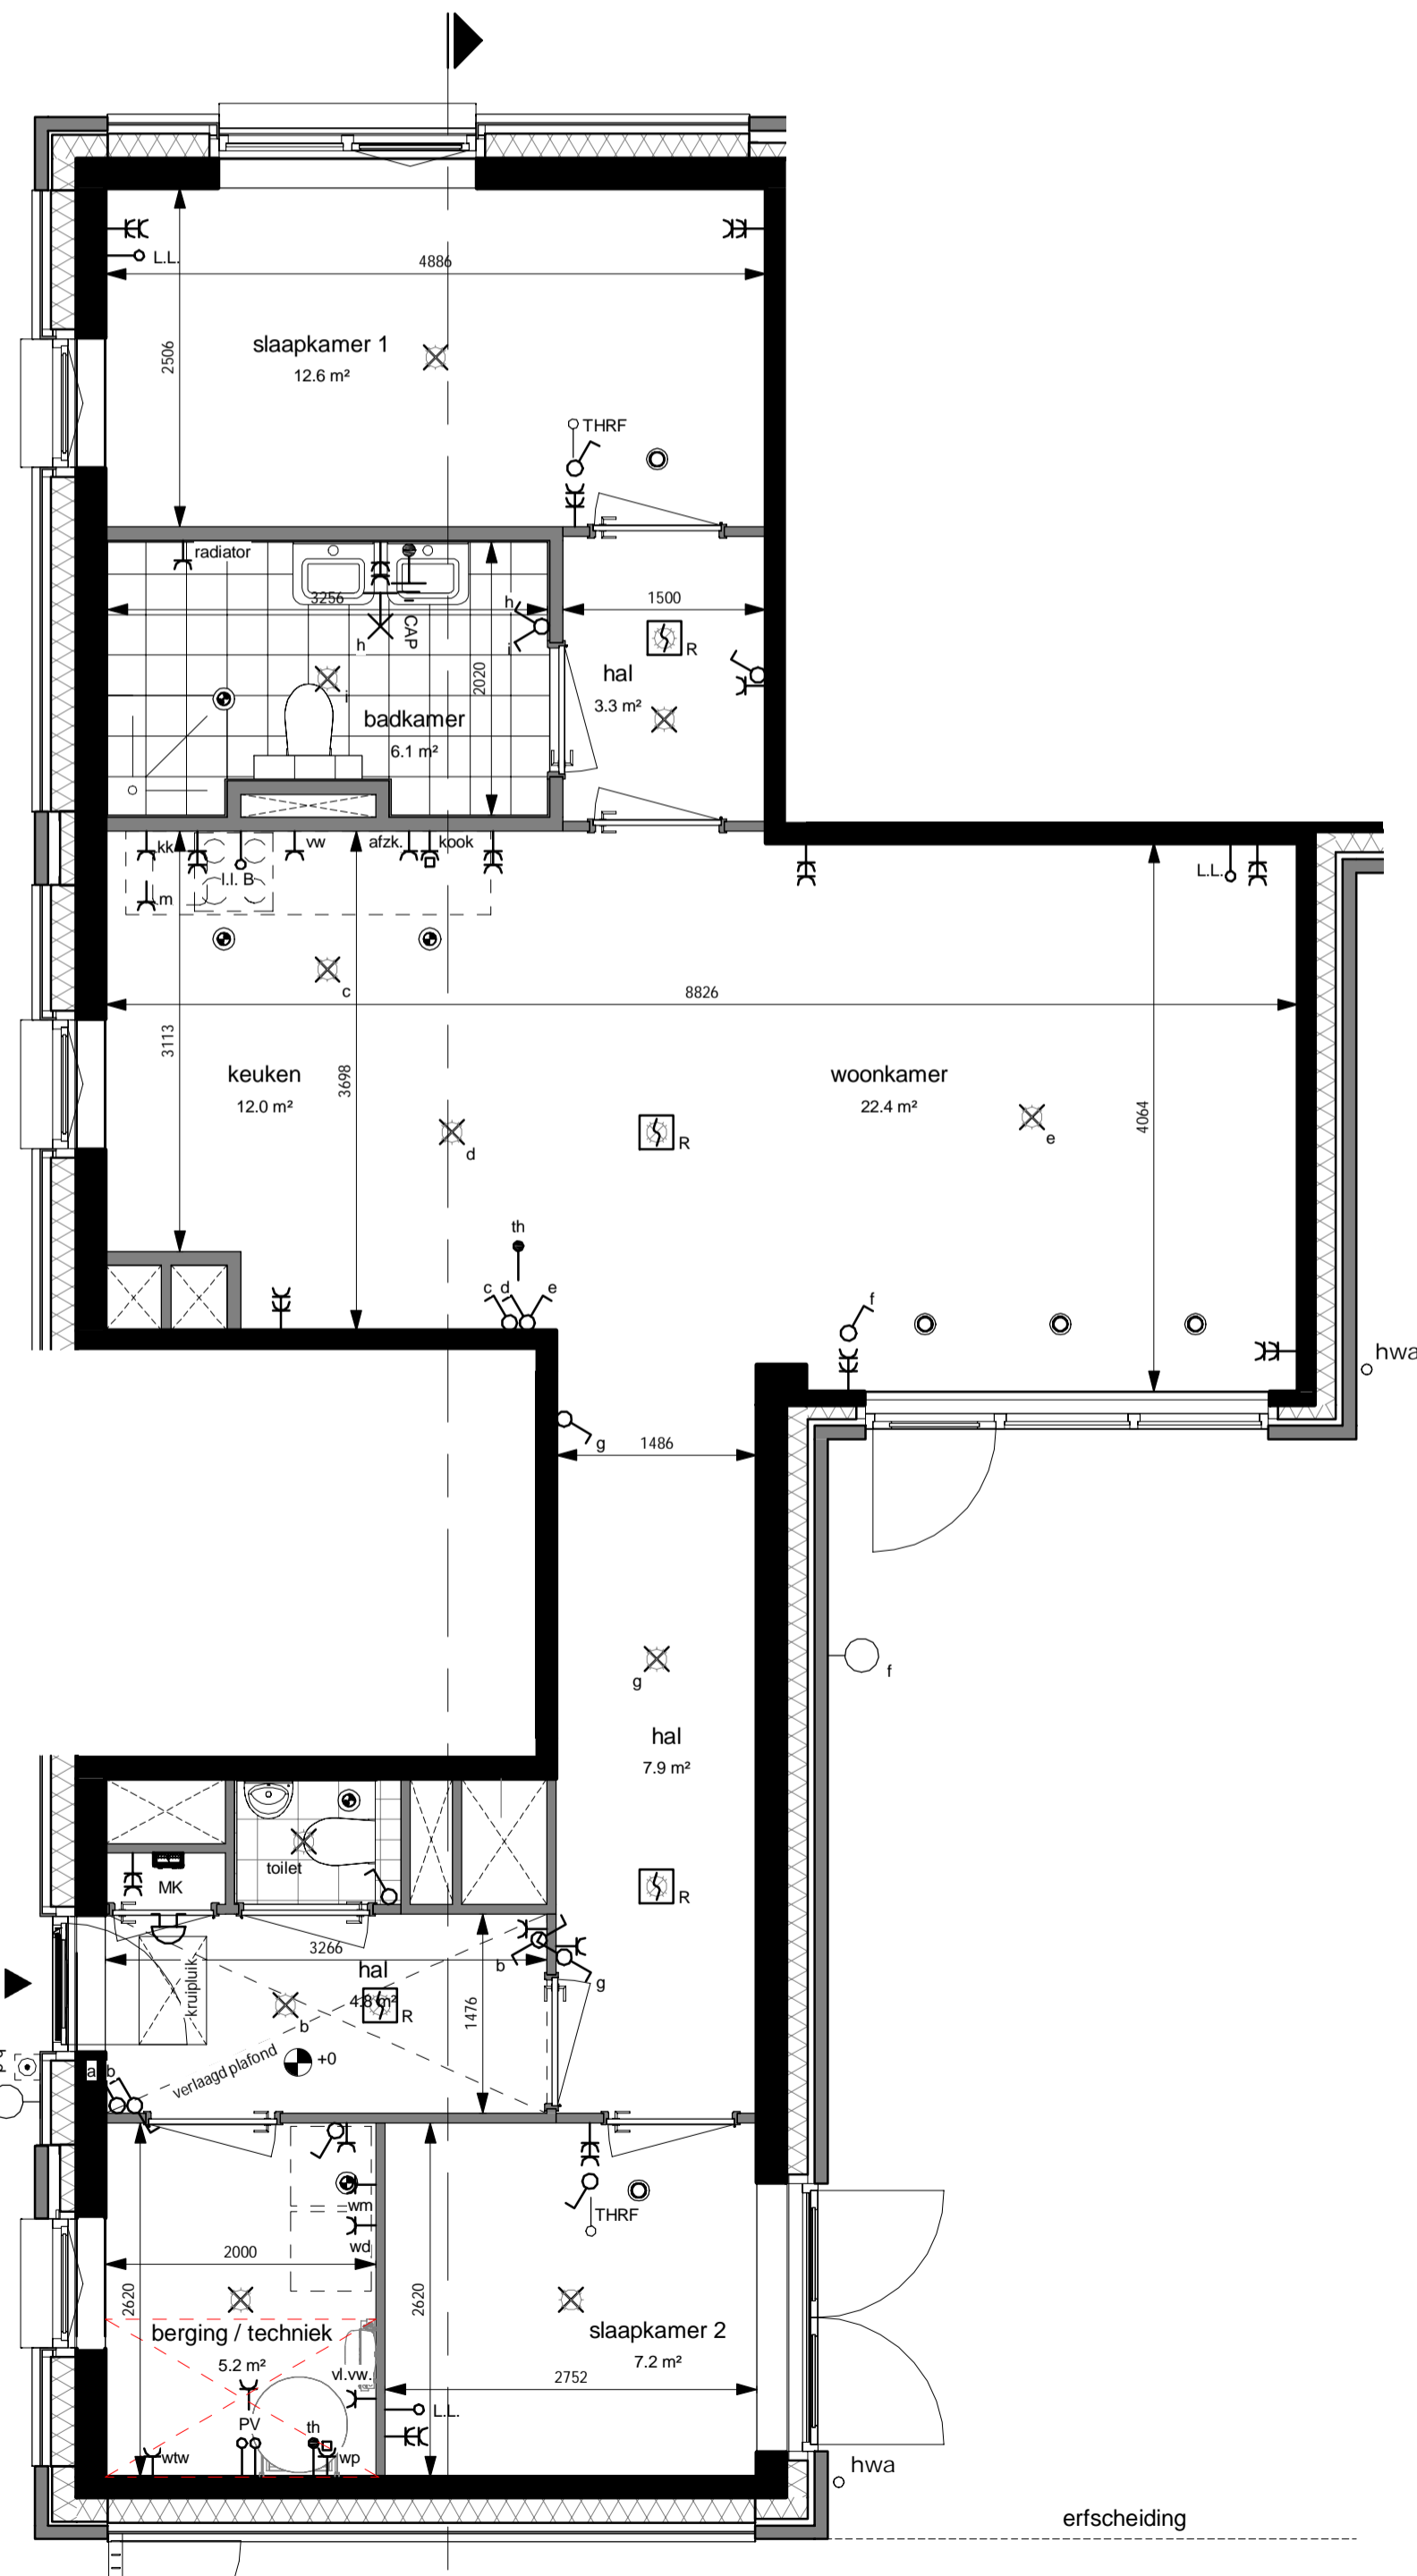 L.L.
4886
2506
slaapkamer 1
12.6 m²
THRF
radiator
3256
1500
h
CAP
h
i
R
hal
3.3 m²
2020
i
badkamer
6.1 m²
kk
vw
afzk.
kook
l.l. B
m
L.L.
c
8826
3113
3698
keuken
12.0 m²
woonkamer
22.4 m²
4064
d
R
e
th
c d e
f
hwa
g
1486
f
g
hal
7.9 m²
toilet
MK
R
3266
b
g
hal
4.8 m²
kruipluik
R
1476
b
verlaagd plafond
+0
a b
wm
THRF
wd
2000
2620
2620
berging / techniek
5.2 m²
slaapkamer 2
7.2 m²
vl.vw.
2752
L.L.
PV
th
wtw
wp
hwa
erfscheiding